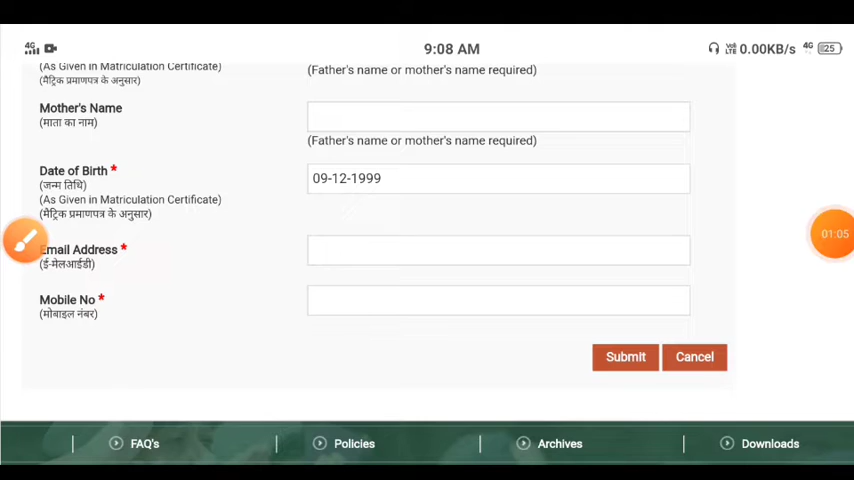 4G 9:08 AM VoLTE 0.00KB/s 4G 25
(As Given in Matriculation Certificate)
(मैट्रिक प्रमाणपत्र के अनुसार)
(Father's name or mother's name required)
Mother's Name
(माता का नाम)
(Father's name or mother's name required)
Date of Birth *
(जन्म तिथि)
(As Given in Matriculation Certificate)
(मैट्रिक प्रमाणपत्र के अनुसार)
09-12-1999
01:05
Email Address *
(ई-मेलआईडी)
Mobile No *
(मोबाइल नंबर)
Submit Cancel
FAQ's Policies Archives Downloads